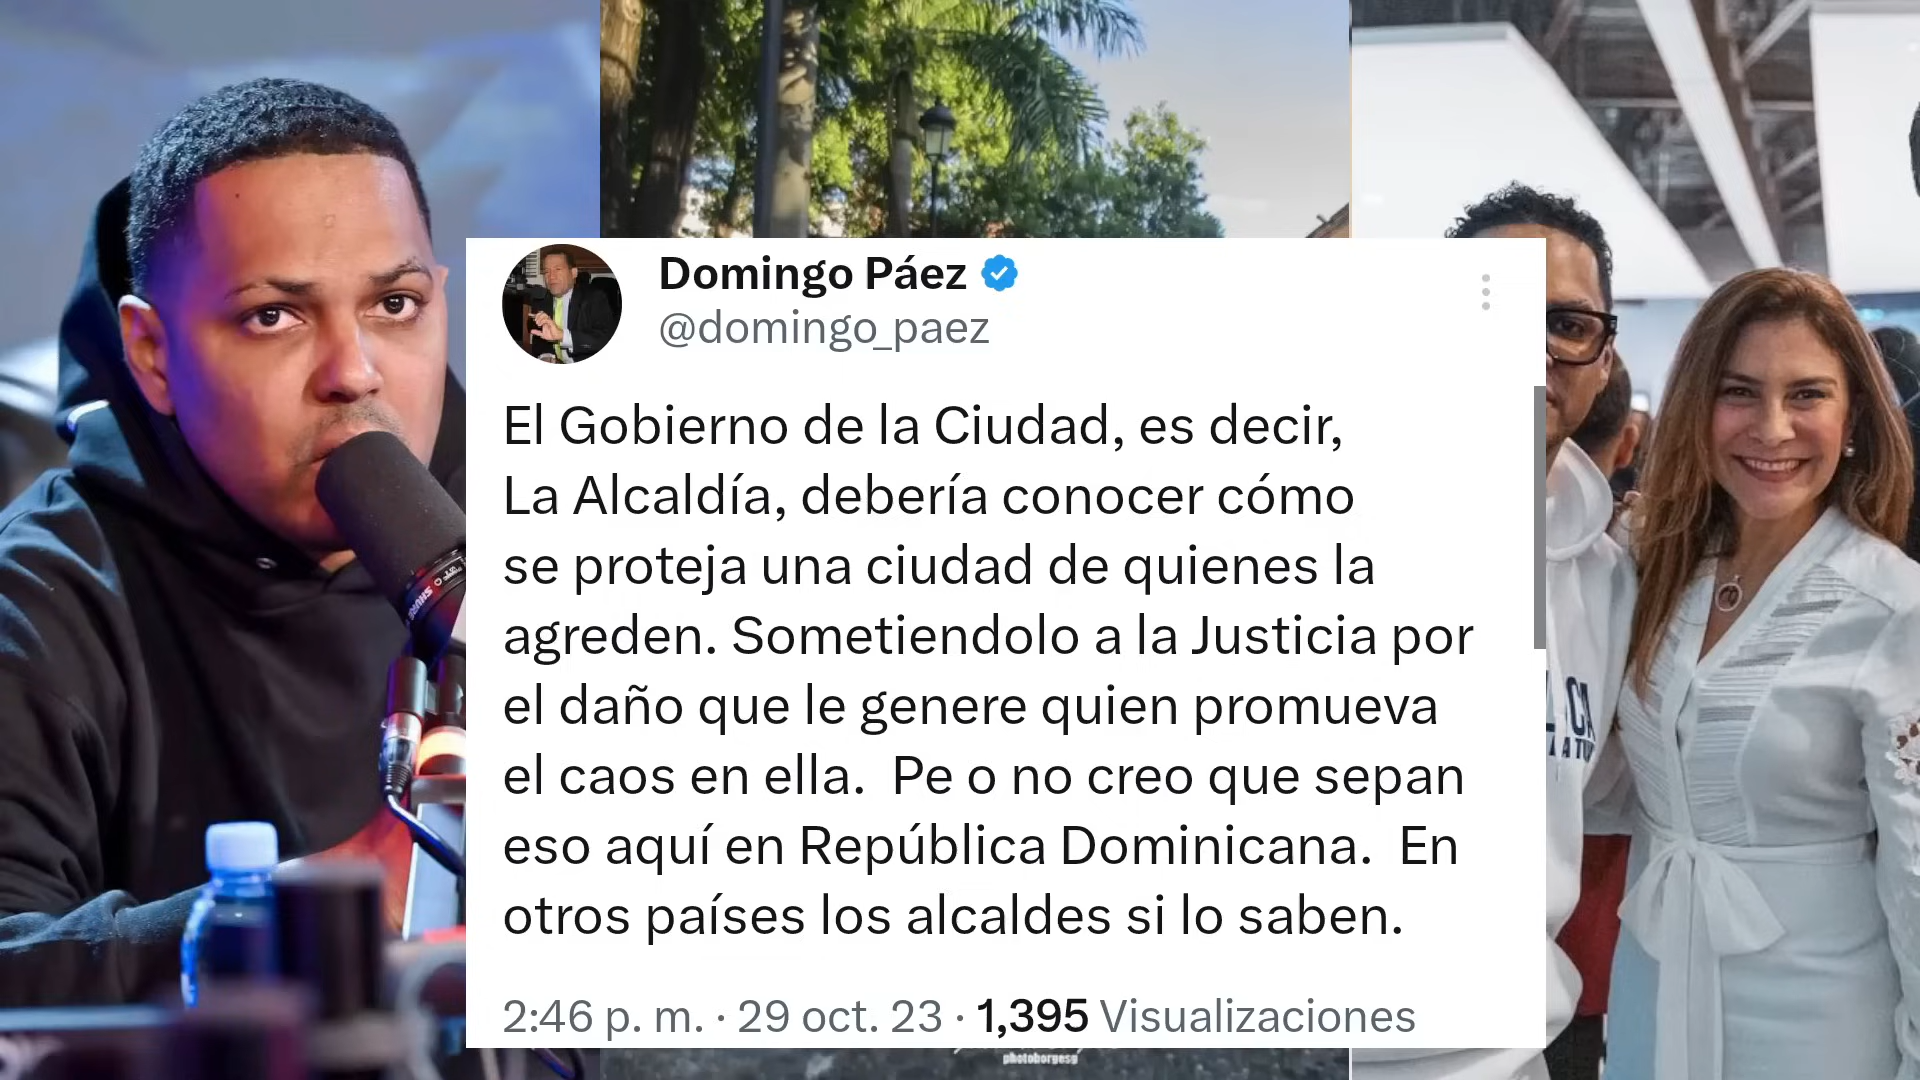 Domingo Páez
@domingo_paez
El Gobierno de la Ciudad, es decir,
La Alcaldía, debería conocer cómo
se proteja una ciudad de quienes la
agreden. Sometiendolo a la Justicia por
el daño que le genere quien promueva
el caos en ella.  Pe o no creo que sepan
eso aquí en República Dominicana.  En
otros países los alcaldes si lo saben.
2:46 p. m. · 29 oct. 23 · 1,395 Visualizaciones
photoborgesg
SHURE